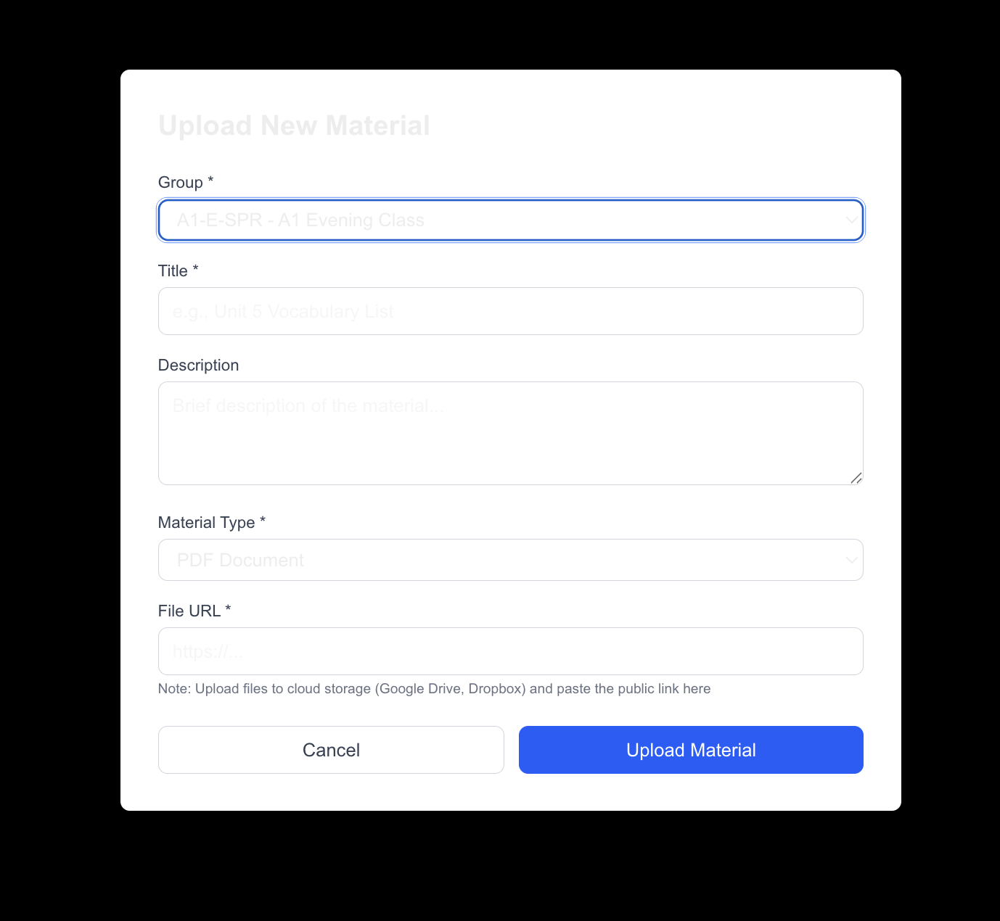 Upload New Material
Group *
A1-E-SPR - A1 Evening Class
Title *
e.g., Unit 5 Vocabulary List
Description
Brief description of the material...
Material Type *
PDF Document
File URL *
https://...
Note: Upload files to cloud storage (Google Drive, Dropbox) and paste the public link here
Cancel
Upload Material